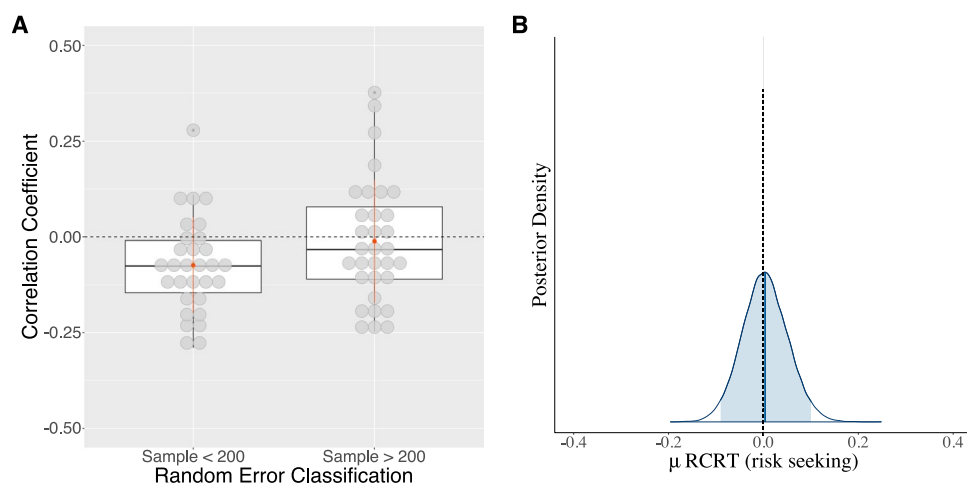 A
0.50
0.25
0.00
-0.25
-0.50
Correlation Coefficient
Sample < 200
Sample > 200
Random Error Classification
B
Posterior Density
-0.4
-0.2
0.0
0.2
0.4
μ RCRT (risk seeking)